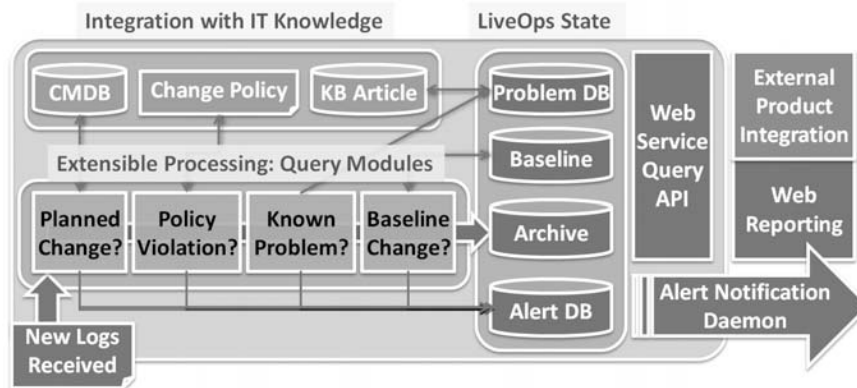 Integration with IT Knowledge
LiveOps State
CMDB
Change Policy
KB Article
Problem DB
Web
Service
Query
API
External
Product
Integration
Extensible Processing: Query Modules
Baseline
Planned
Change?
Policy
Violation?
Known
Problem?
Baseline
Change?
Archive
Web
Reporting
Alert DB
Alert Notification
Daemon
New Logs
Received